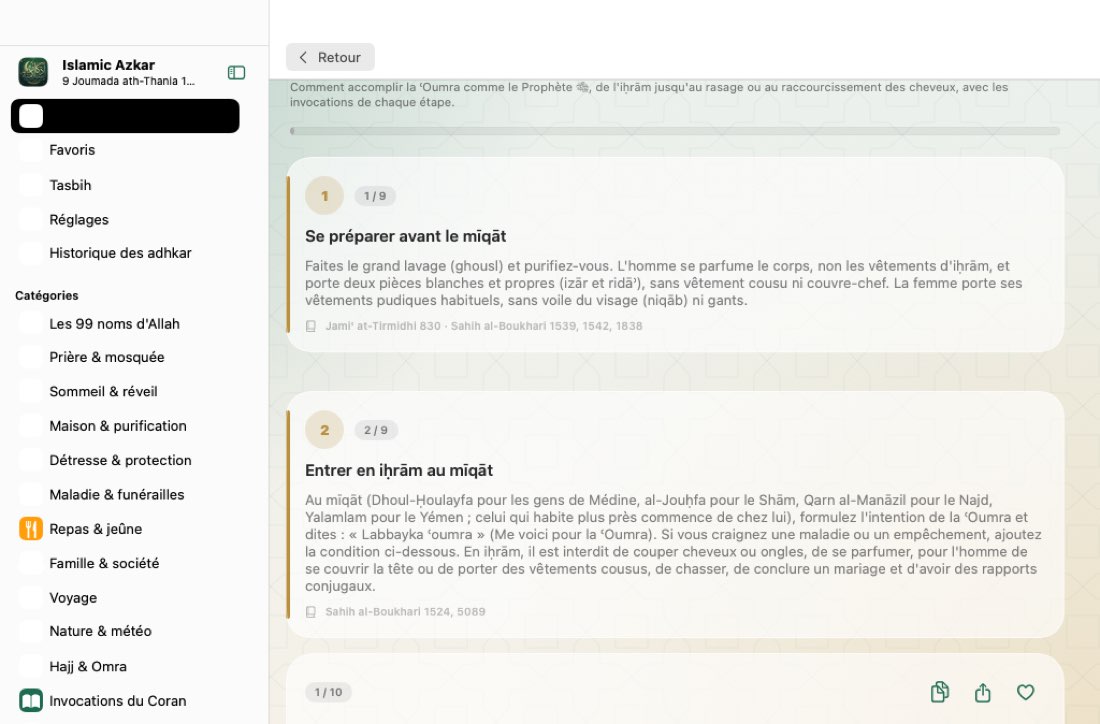 Islamic Azkar
9 Joumada ath-Thania 1...
Favoris
Tasbih
Réglages
Historique des adhkar
Catégories
Les 99 noms d'Allah
Prière & mosquée
Sommeil & réveil
Maison & purification
Détresse & protection
Maladie & funérailles
Repas & jeûne
Famille & société
Voyage
Nature & météo
Hajj & Omra
Invocations du Coran
Retour
Comment accomplir la ʿOumra comme le Prophète ﷺ, de l'iḥrām jusqu'au rasage ou au raccourcissement des cheveux, avec les
invocations de chaque étape.
1
1 / 9
Se préparer avant le mīqāt
Faites le grand lavage (ghousl) et purifiez-vous. L'homme se parfume le corps, non les vêtements d'iḥrām, et
porte deux pièces blanches et propres (izār et ridāʾ), sans vêtement cousu ni couvre-chef. La femme porte ses
vêtements pudiques habituels, sans voile du visage (niqāb) ni gants.
Jamiʿ at-Tirmidhi 830 · Sahih al-Boukhari 1539, 1542, 1838
2
2 / 9
Entrer en iḥrām au mīqāt
Au mīqāt (Dhoul-Ḥoulayfa pour les gens de Médine, al-Jouḥfa pour le Shām, Qarn al-Manāzil pour le Najd,
Yalamlam pour le Yémen ; celui qui habite plus près commence de chez lui), formulez l'intention de la ʿOumra et
dites : « Labbayka ʿoumra » (Me voici pour la ʿOumra). Si vous craignez une maladie ou un empêchement, ajoutez
la condition ci-dessous. En iḥrām, il est interdit de couper cheveux ou ongles, de se parfumer, pour l'homme de
se couvrir la tête ou de porter des vêtements cousus, de chasser, de conclure un mariage et d'avoir des rapports
conjugaux.
Sahih al-Boukhari 1524, 5089
1 / 10